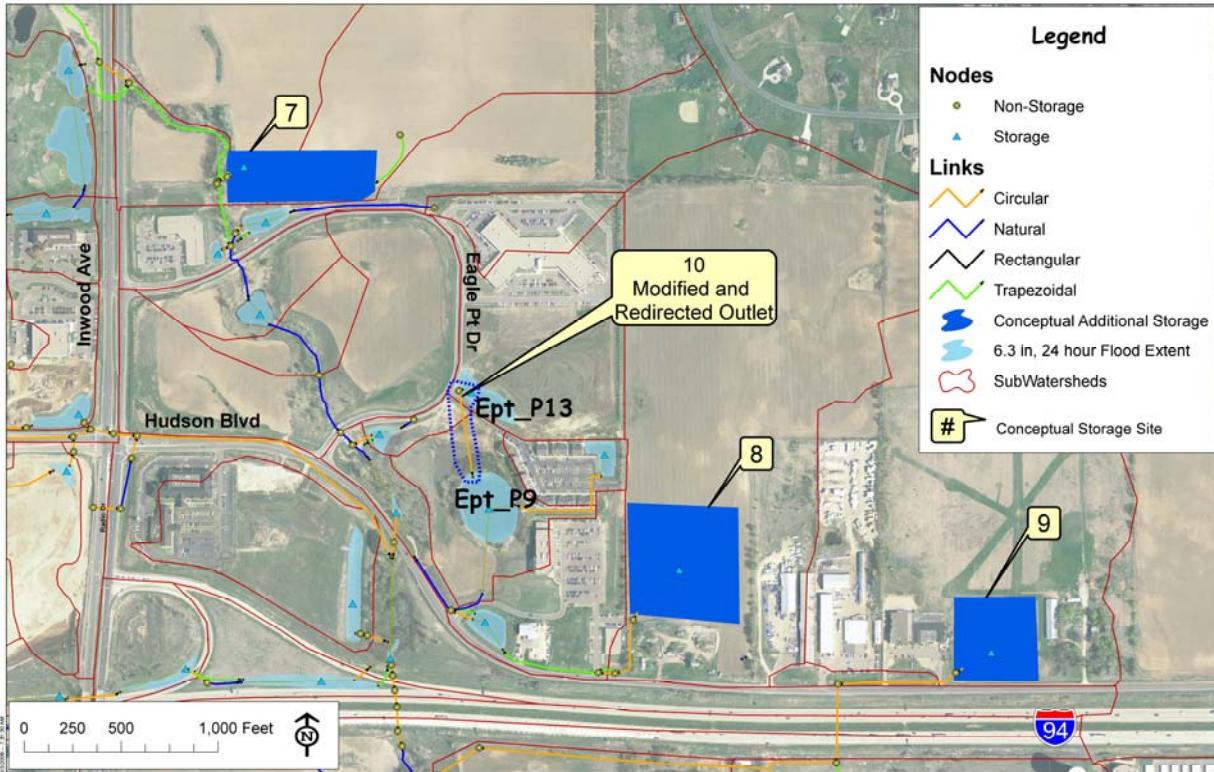 7
10
Modified and
Redirected Outlet
Inwood Ave
Eagle Pt Dr
Ept_P13
Hudson Blvd
8
Ept_P9
9
94
Legend
Nodes
Non-Storage
Storage
Links
Circular
Natural
Rectangular
Trapezoidal
Conceptual Additional Storage
6.3 in, 24 hour Flood Extent
SubWatersheds
# Conceptual Storage Site
0 250 500 1,000 Feet
N